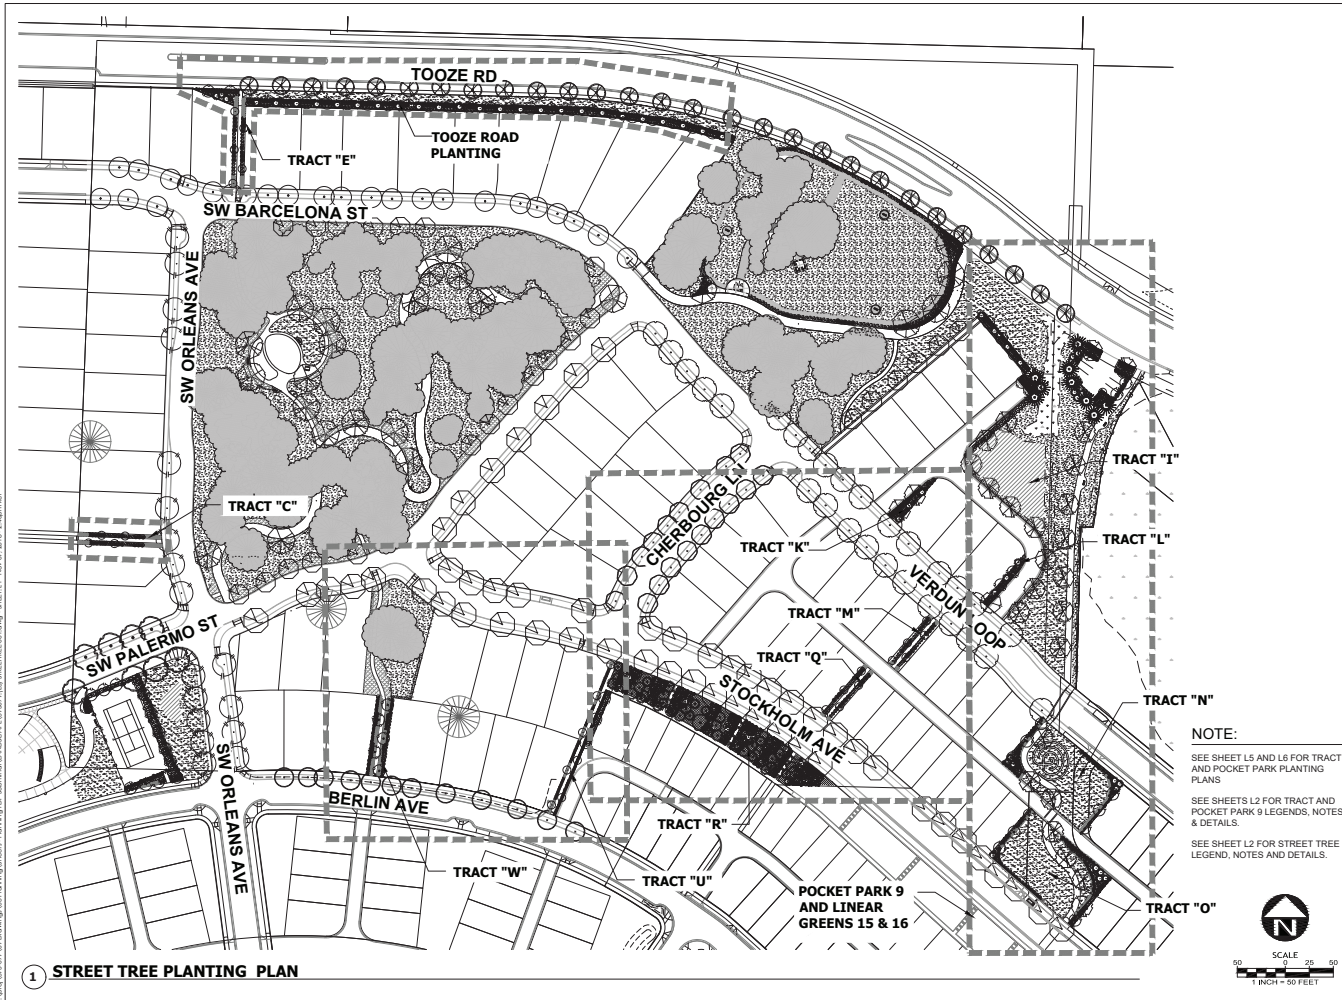 TOOZE RD
TOOZE ROAD
PLANTING
TRACT "E"
SW BARCELONA ST
SW ORLEANS AVE
TRACT "C"
CHERBOURG LN
TRACT "I"
TRACT "L"
TRACT "K"
VERDUN LOOP
TRACT "M"
TRACT "Q"
SW PALERMO ST
STOCKHOLM AVE
TRACT "N"
SW ORLEANS AVE
BERLIN AVE
TRACT "R"
TRACT "W"
TRACT "U"
POCKET PARK 9
AND LINEAR
GREENS 15 & 16
TRACT "O"
NOTE:
SEE SHEET L5 AND L6 FOR TRACT
AND POCKET PARK PLANTING
PLANS
SEE SHEETS L2 FOR TRACT AND
POCKET PARK 9 LEGENDS, NOTES
& DETAILS.
SEE SHEET L2 FOR STREET TREE
LEGEND, NOTES AND DETAILS.
N
SCALE
50 0 25 50
1 INCH = 50 FEET
1 STREET TREE PLANTING PLAN